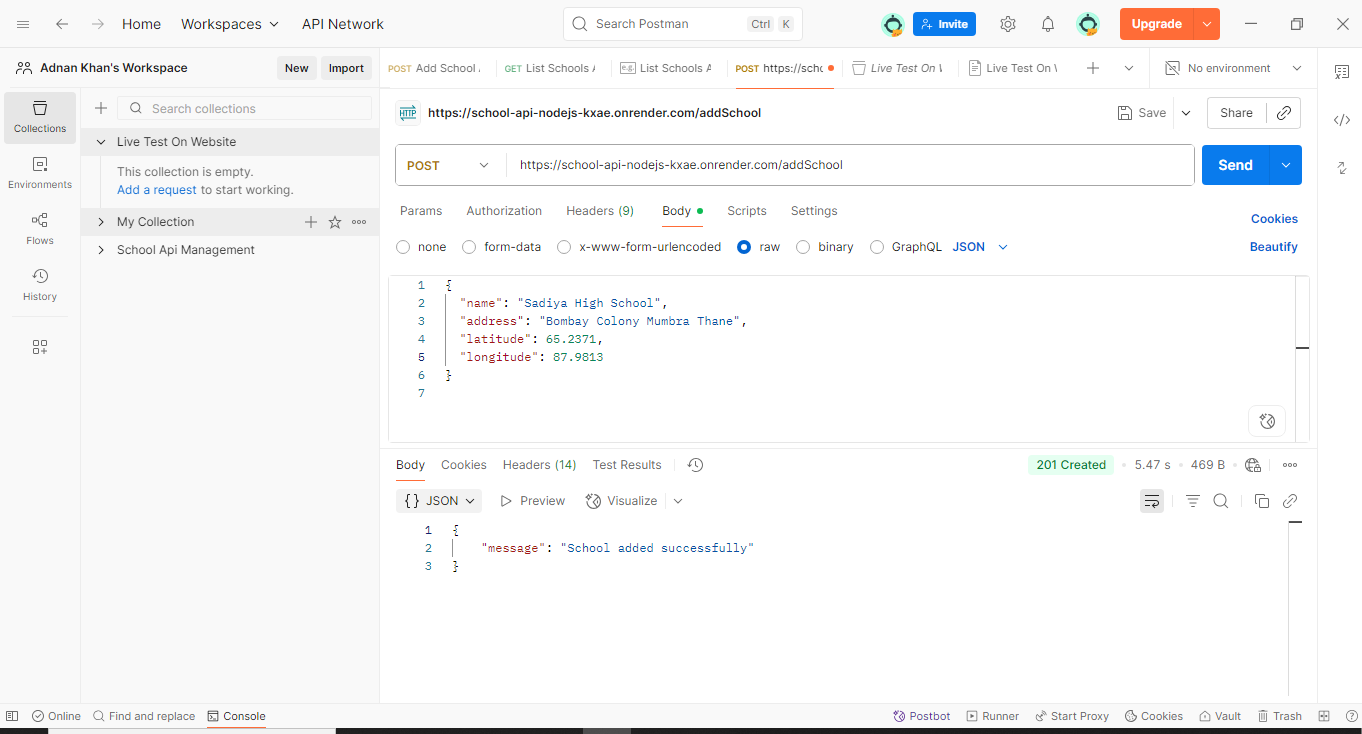 Home Workspaces API Network Search Postman Ctrl K Invite Upgrade
Adnan Khan's Workspace New Import
POST Add School GET List Schools List Schools POST https://sch Live Test On Live Test On No environment
Collections
Environments
Flows
History
Search collections
Live Test On Website
This collection is empty.
Add a request to start working.
My Collection
School Api Management
HTTP https://school-api-nodejs-kxae.onrender.com/addSchool Save Share
POST https://school-api-nodejs-kxae.onrender.com/addSchool Send
Params Authorization Headers (9) Body Scripts Settings Cookies
none form-data x-www-form-urlencoded raw binary GraphQL JSON Beautify
1 {
2 "name": "Sadiya High School",
3 "address": "Bombay Colony Mumbra Thane",
4 "latitude": 65.2371,
5 "longitude": 87.9813
6 }
7
Body Cookies Headers (14) Test Results 201 Created 5.47 s 469 B
{} JSON Preview Visualize
1 {
2 "message": "School added successfully"
3 }
Online Find and replace Console Postbot Runner Start Proxy Cookies Vault Trash